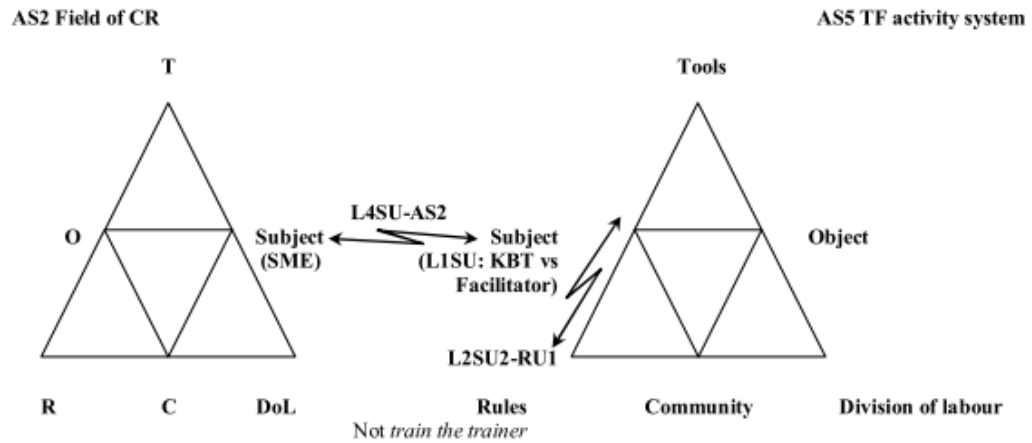 AS2 Field of CR
AS5 TF activity system
T
Tools
L4SU-AS2
O
Subject
(SME)
Subject
(L1SU: KBT vs
Facilitator)
Object
L2SU2-RU1
R
C
DoL
Rules
Community
Division of labour
Not train the trainer